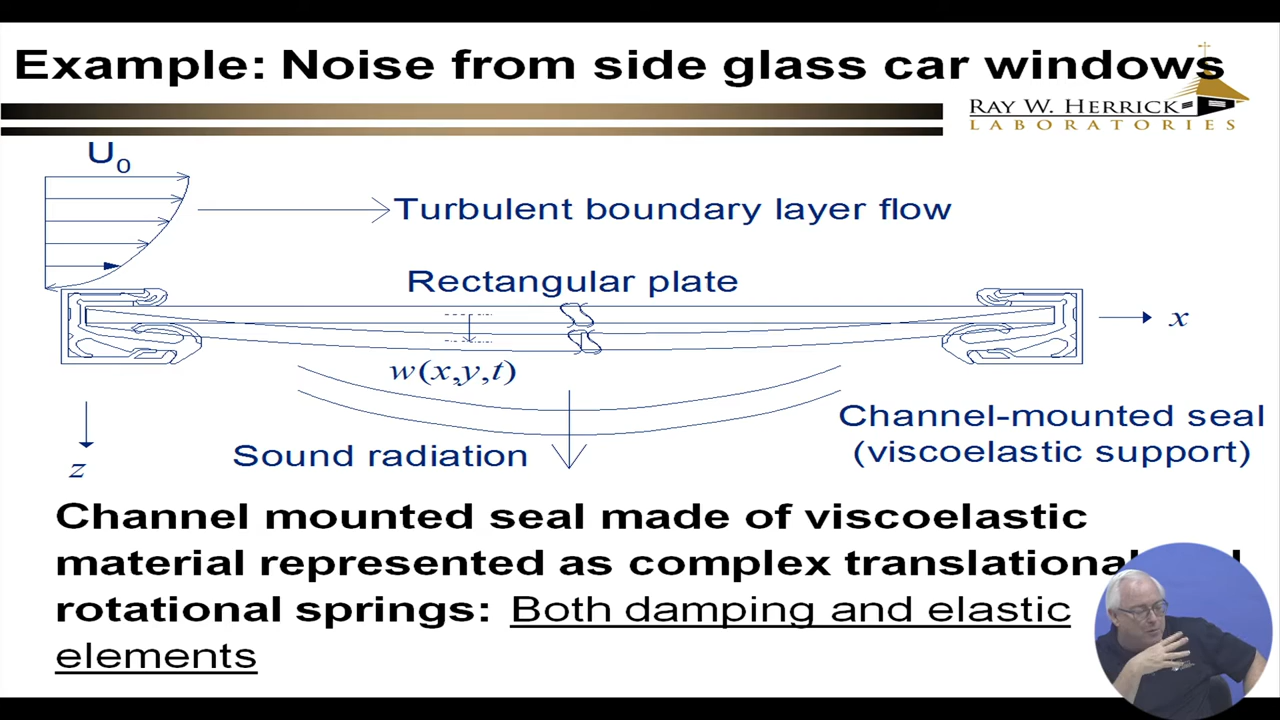 Example: Noise from side glass car windows
RAY W. HERRICK
LABORATORIES
U0
Turbulent boundary layer flow
Rectangular plate
x
w(x,y,t)
Channel-mounted seal
(viscoelastic support)
Sound radiation
z
Channel mounted seal made of viscoelastic
material represented as complex translational
rotational springs: Both damping and elastic
elements